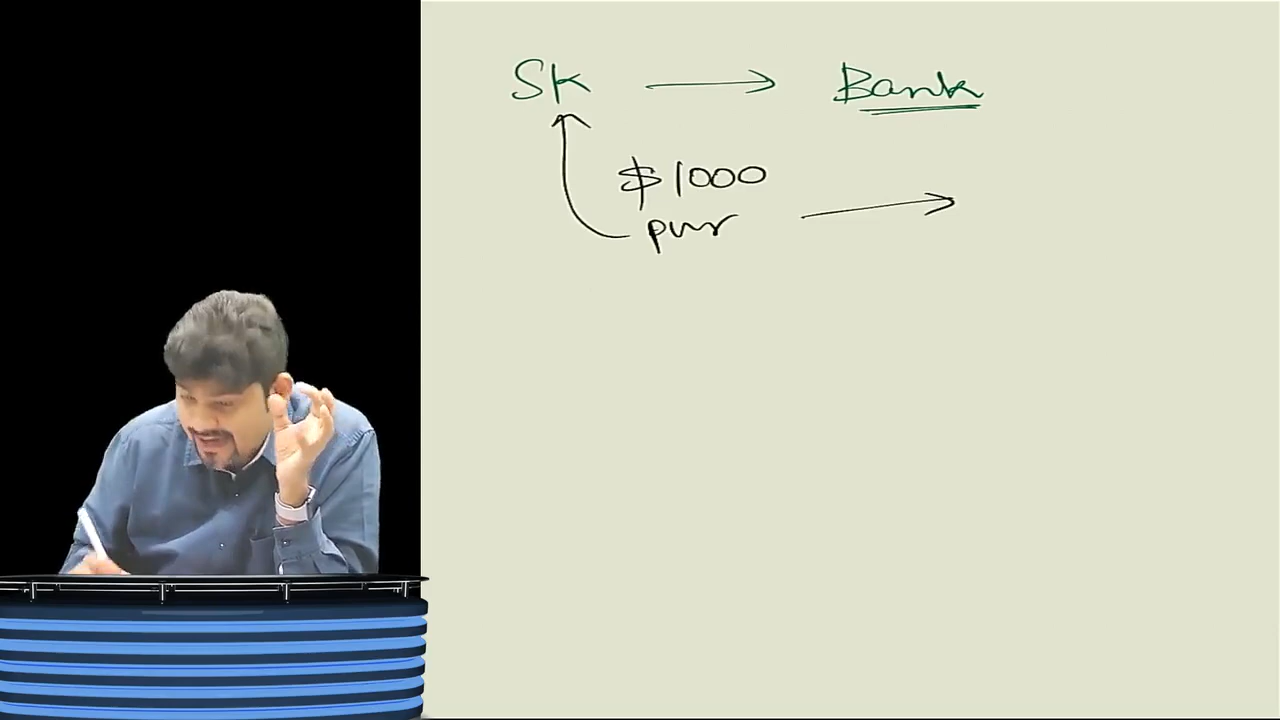 SK → Bank
$1000
pur →